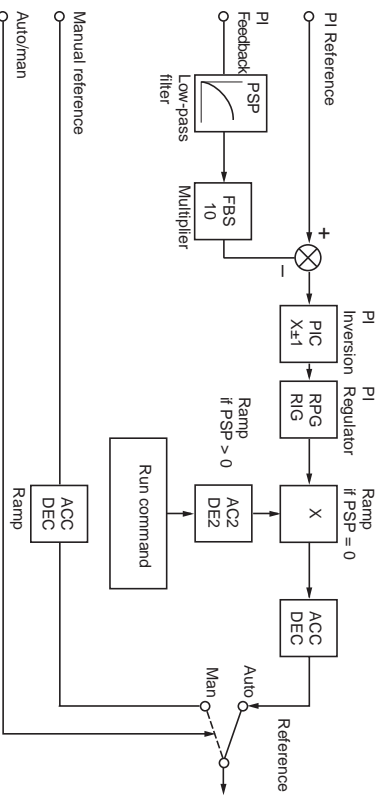 PI Reference
+
−
PI
Feedback
PSP
Low-pass
filter
FBS
10
Multiplier
PI
Inversion
PIC
X±1
PI
Regulator
RPG
RIG
Ramp
if PSP = 0
X
ACC
DEC
Ramp
if PSP > 0
AC2
DE2
Run command
Auto
Man
Reference
Manual reference
ACC
DEC
Ramp
Auto/man